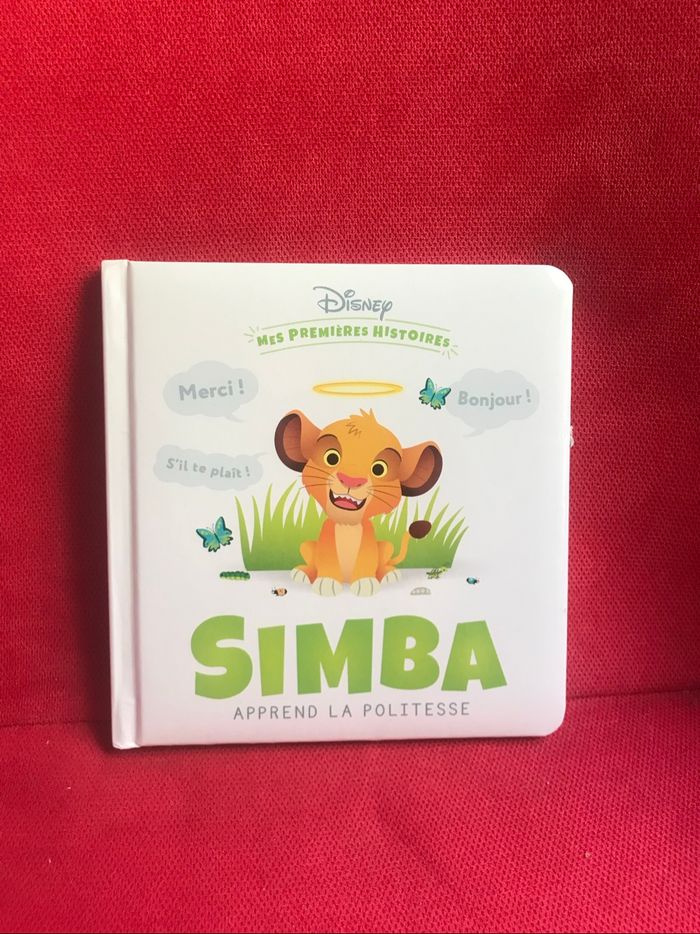 Disney
MES PREMIÈRES HISTOIRES
Merci !
Bonjour !
S'il te plaît !
SIMBA
APPREND LA POLITESSE